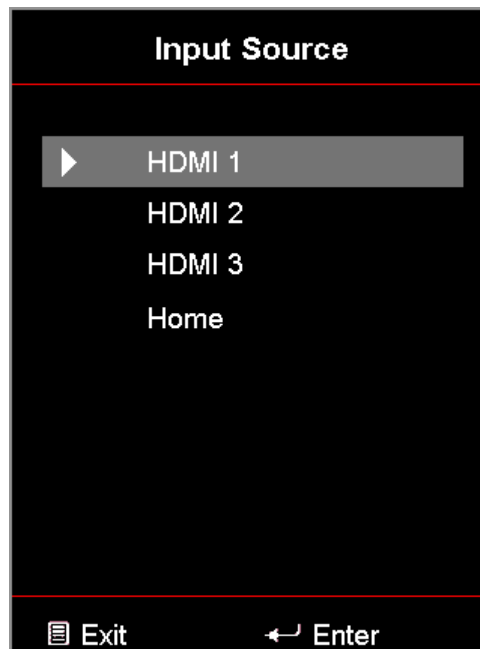 Input Source
HDMI 1
HDMI 2
HDMI 3
Home
Exit Enter